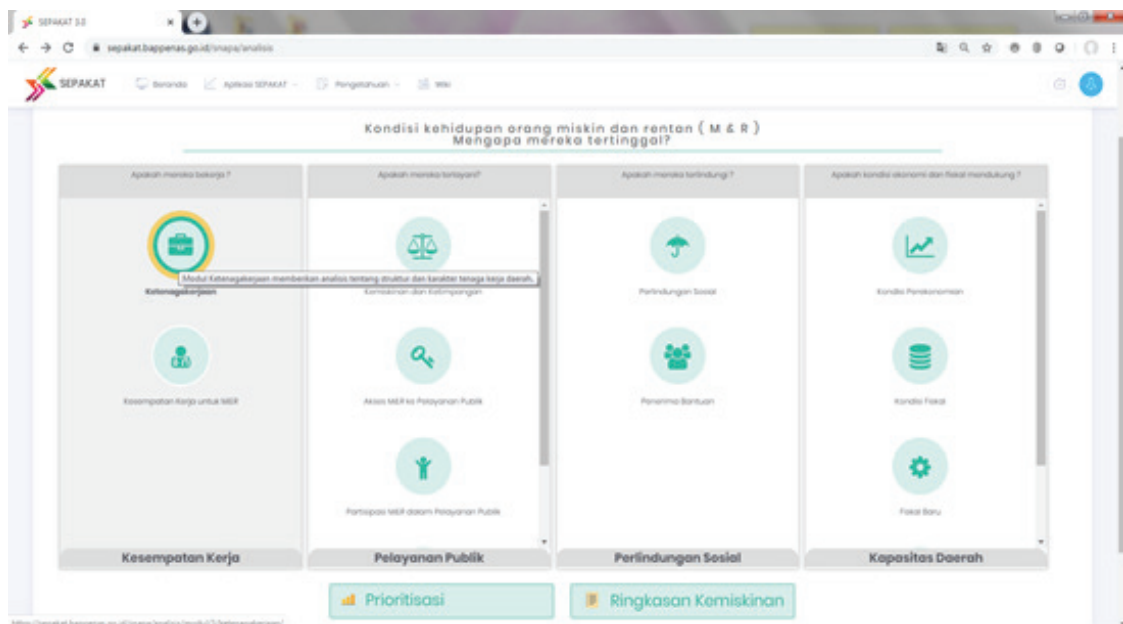 SEPAKAT 3.0
sepakat.bappenas.go.id/snapa/analisis
SEPAKAT
Beranda
Aplikasi SEPAKAT
Pengetahuan
Wiki
Kondisi kehidupan orang miskin dan rentan ( M & R )
Mengapa mereka tertinggal?
Apakah mereka bekerja ?
Apakah mereka terlayani?
Apakah mereka terlindungi ?
Apakah kondisi ekonomi dan fiskal mendukung ?
Modul Ketenagakerjaan memberikan analisis tentang struktur dan karakter tenaga kerja daerah.
Ketenagakerjaan
Kemiskinan dan Ketimpangan
Perlindungan Sosial
Kondisi Perekonomian
Kesempatan Kerja untuk M&R
Akses M&R ke Pelayanan Publik
Penerima Bantuan
Kondisi Fiskal
Partisipasi M&R dalam Pelayanan Publik
Fiskal Baru
Kesempatan Kerja
Pelayanan Publik
Perlindungan Sosial
Kapasitas Daerah
Prioritisasi
Ringkasan Kemiskinan